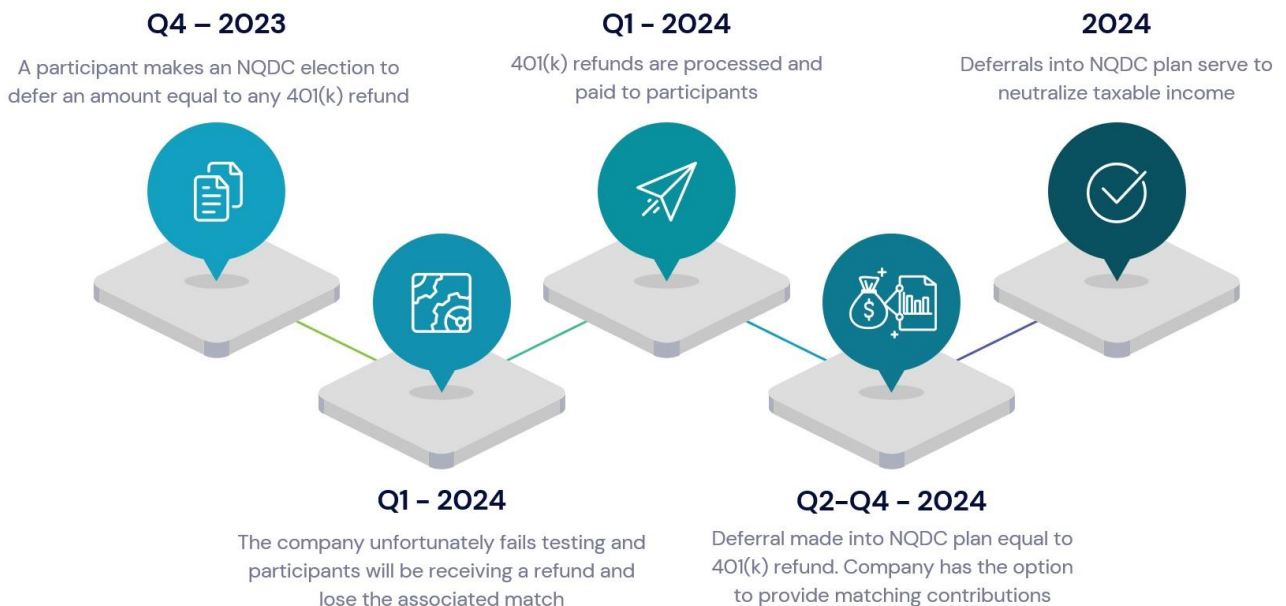 Q4 – 2023
A participant makes an NQDC election to
defer an amount equal to any 401(k) refund
Q1 – 2024
The company unfortunately fails testing and
participants will be receiving a refund and
lose the associated match
Q1 – 2024
401(k) refunds are processed and
paid to participants
Q2–Q4 – 2024
Deferral made into NQDC plan equal to
401(k) refund. Company has the option
to provide matching contributions
2024
Deferrals into NQDC plan serve to
neutralize taxable income
$